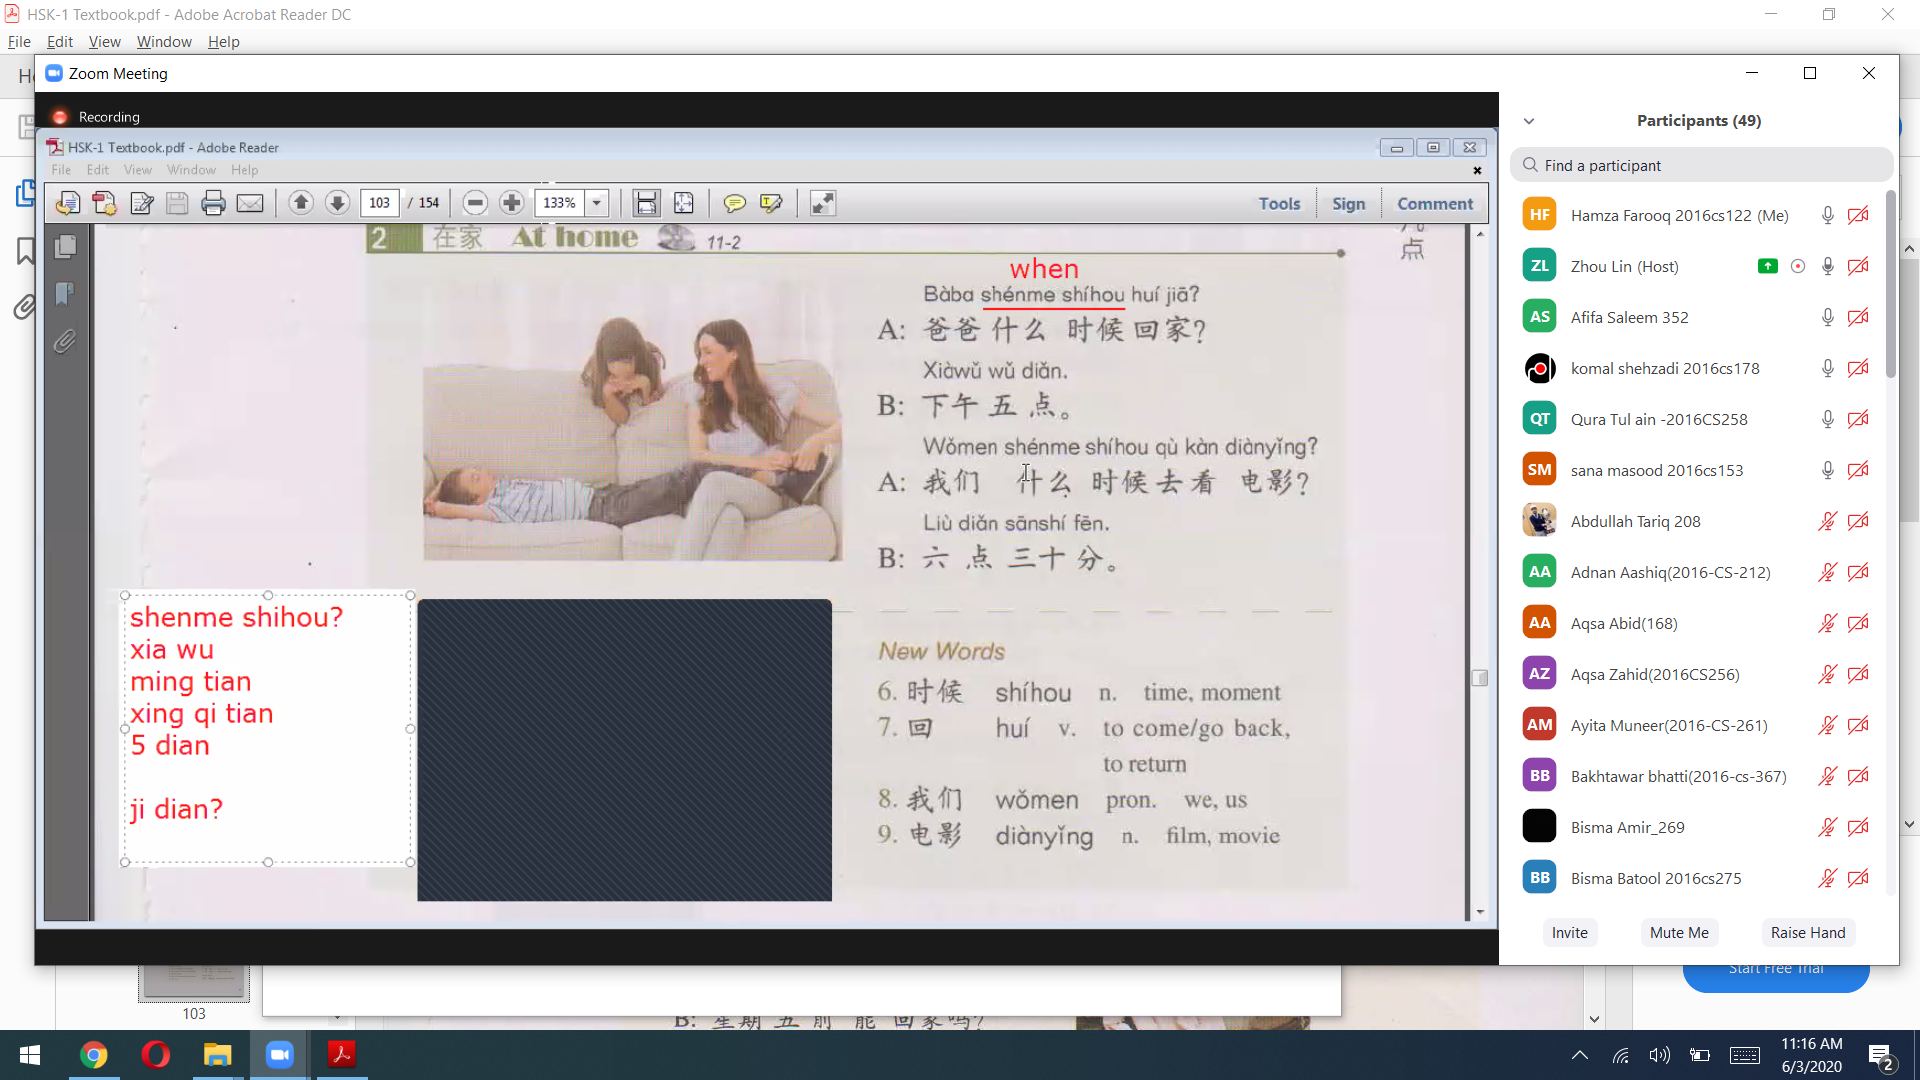 HSK-1 Textbook.pdf - Adobe Acrobat Reader DC
File Edit View Window Help
Zoom Meeting
Recording
HSK-1 Textbook.pdf - Adobe Reader
File Edit View Window Help
103 / 154 133% Tools Sign Comment
2 在家 At home 11-2
点
when
Bàba shénme shíhou huí jiā?
A: 爸爸 什么 时候 回家?
Xiàwǔ wǔ diǎn.
B: 下午 五 点。
Wǒmen shénme shíhou qù kàn diànyǐng?
A: 我们 什么 时候 去 看 电影?
Liù diǎn sānshí fēn.
B: 六 点 三十 分。
shenme shihou?
xia wu
ming tian
xing qi tian
5 dian
ji dian?
New Words
6. 时候 shíhou n. time, moment
7. 回 huí v. to come/go back,
to return
8. 我们 wǒmen pron. we, us
9. 电影 diànyǐng n. film, movie
Participants (49)
Find a participant
HF Hamza Farooq 2016cs122 (Me)
ZL Zhou Lin (Host)
AS Afifa Saleem 352
komal shehzadi 2016cs178
QT Qura Tul ain -2016CS258
SM sana masood 2016cs153
Abdullah Tariq 208
AA Adnan Aashiq(2016-CS-212)
AA Aqsa Abid(168)
AZ Aqsa Zahid(2016CS256)
AM Ayita Muneer(2016-CS-261)
BB Bakhtawar bhatti(2016-cs-367)
Bisma Amir_269
BB Bisma Batool 2016cs275
Invite Mute Me Raise Hand
Start Free Trial
103
B: 星期 五 前 能 回家吗?
11:16 AM
6/3/2020
2